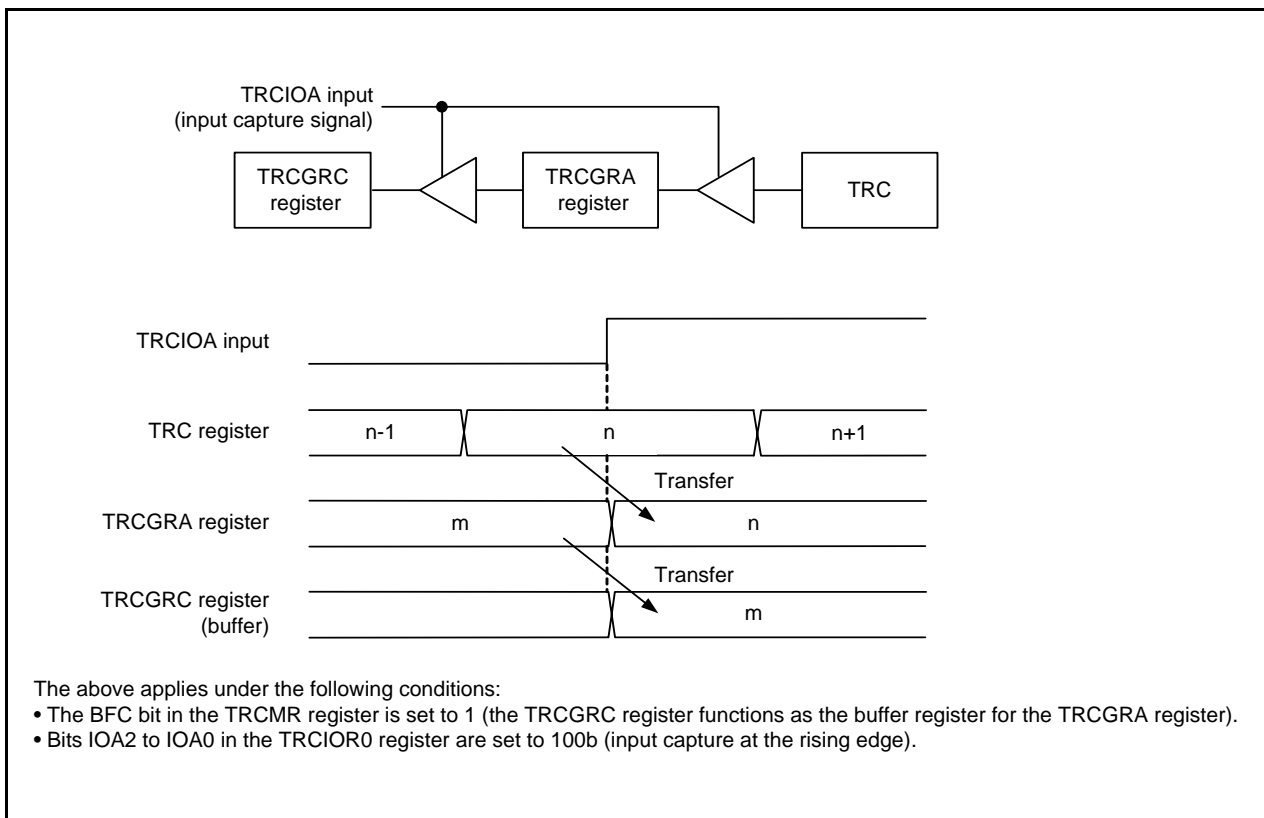 TRCIOA input
(input capture signal)
TRCGRC
register
TRCGRA
register
TRC
TRCIOA input
TRC register
n-1
n
n+1
Transfer
TRCGRA register
m
n
Transfer
TRCGRC register
(buffer)
m
The above applies under the following conditions:
• The BFC bit in the TRCMR register is set to 1 (the TRCGRC register functions as the buffer register for the TRCGRA register).
• Bits IOA2 to IOA0 in the TRCIOR0 register are set to 100b (input capture at the rising edge).